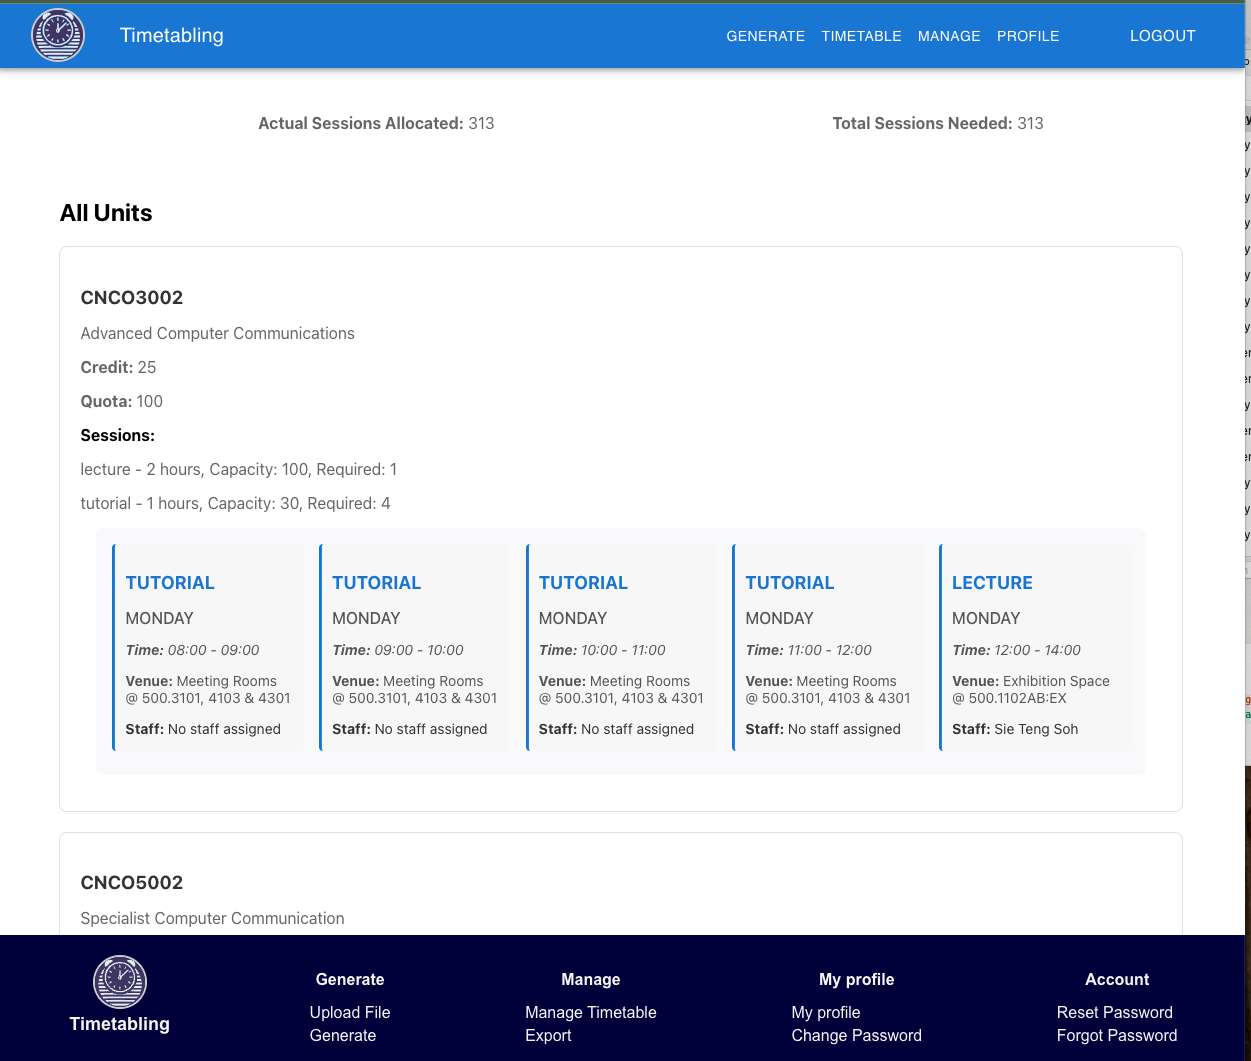 Timetabling
GENERATE TIMETABLE MANAGE PROFILE LOGOUT
Actual Sessions Allocated: 313
Total Sessions Needed: 313
All Units
CNCO3002
Advanced Computer Communications
Credit: 25
Quota: 100
Sessions:
lecture - 2 hours, Capacity: 100, Required: 1
tutorial - 1 hours, Capacity: 30, Required: 4
TUTORIAL
MONDAY
Time: 08:00 - 09:00
Venue: Meeting Rooms
@ 500.3101, 4103 & 4301
Staff: No staff assigned
TUTORIAL
MONDAY
Time: 09:00 - 10:00
Venue: Meeting Rooms
@ 500.3101, 4103 & 4301
Staff: No staff assigned
TUTORIAL
MONDAY
Time: 10:00 - 11:00
Venue: Meeting Rooms
@ 500.3101, 4103 & 4301
Staff: No staff assigned
TUTORIAL
MONDAY
Time: 11:00 - 12:00
Venue: Meeting Rooms
@ 500.3101, 4103 & 4301
Staff: No staff assigned
LECTURE
MONDAY
Time: 12:00 - 14:00
Venue: Exhibition Space
@ 500.1102AB:EX
Staff: Sie Teng Soh
CNCO5002
Specialist Computer Communication
Timetabling
Generate
Upload File
Generate
Manage
Manage Timetable
Export
My profile
My profile
Change Password
Account
Reset Password
Forgot Password